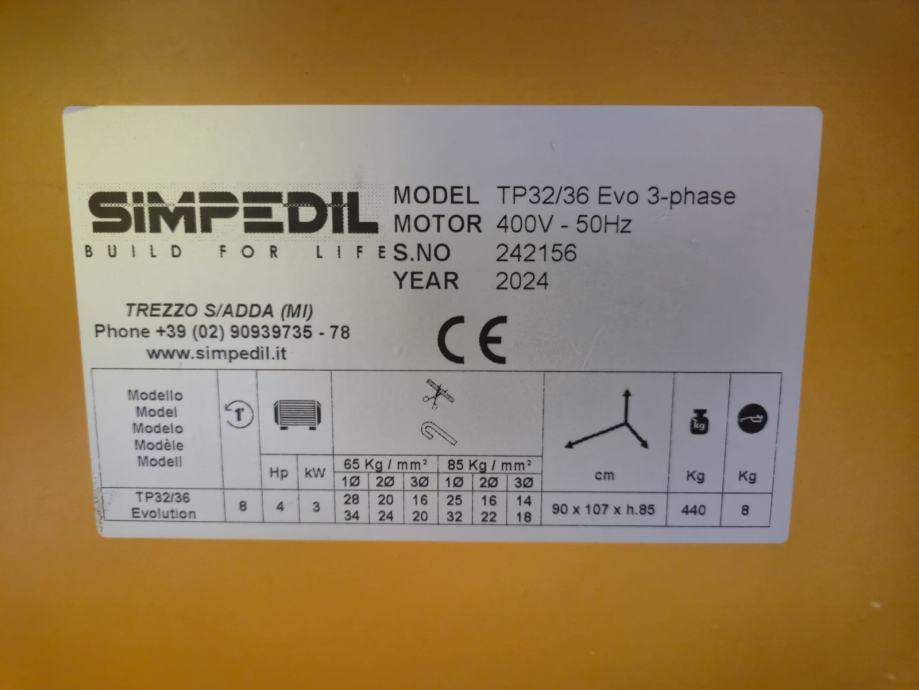 SIMPEDIL
BUILD FOR LIFE
MODEL TP32/36 Evo 3-phase
MOTOR 400V - 50Hz
S.NO 242156
YEAR 2024
TREZZO S/ADDA (MI)
Phone +39 (02) 90939735 - 78
www.simpedil.it
CE
Modello
Model
Modelo
Modèle
Modell
1'
kg
Hp kW 65 Kg / mm² 85 Kg / mm² cm Kg Kg
1Ø 2Ø 3Ø 1Ø 2Ø 3Ø
TP32/36 Evolution 8 4 3 28 20 16 25 16 14 90 x 107 x h.85 440 8
34 24 20 32 22 18